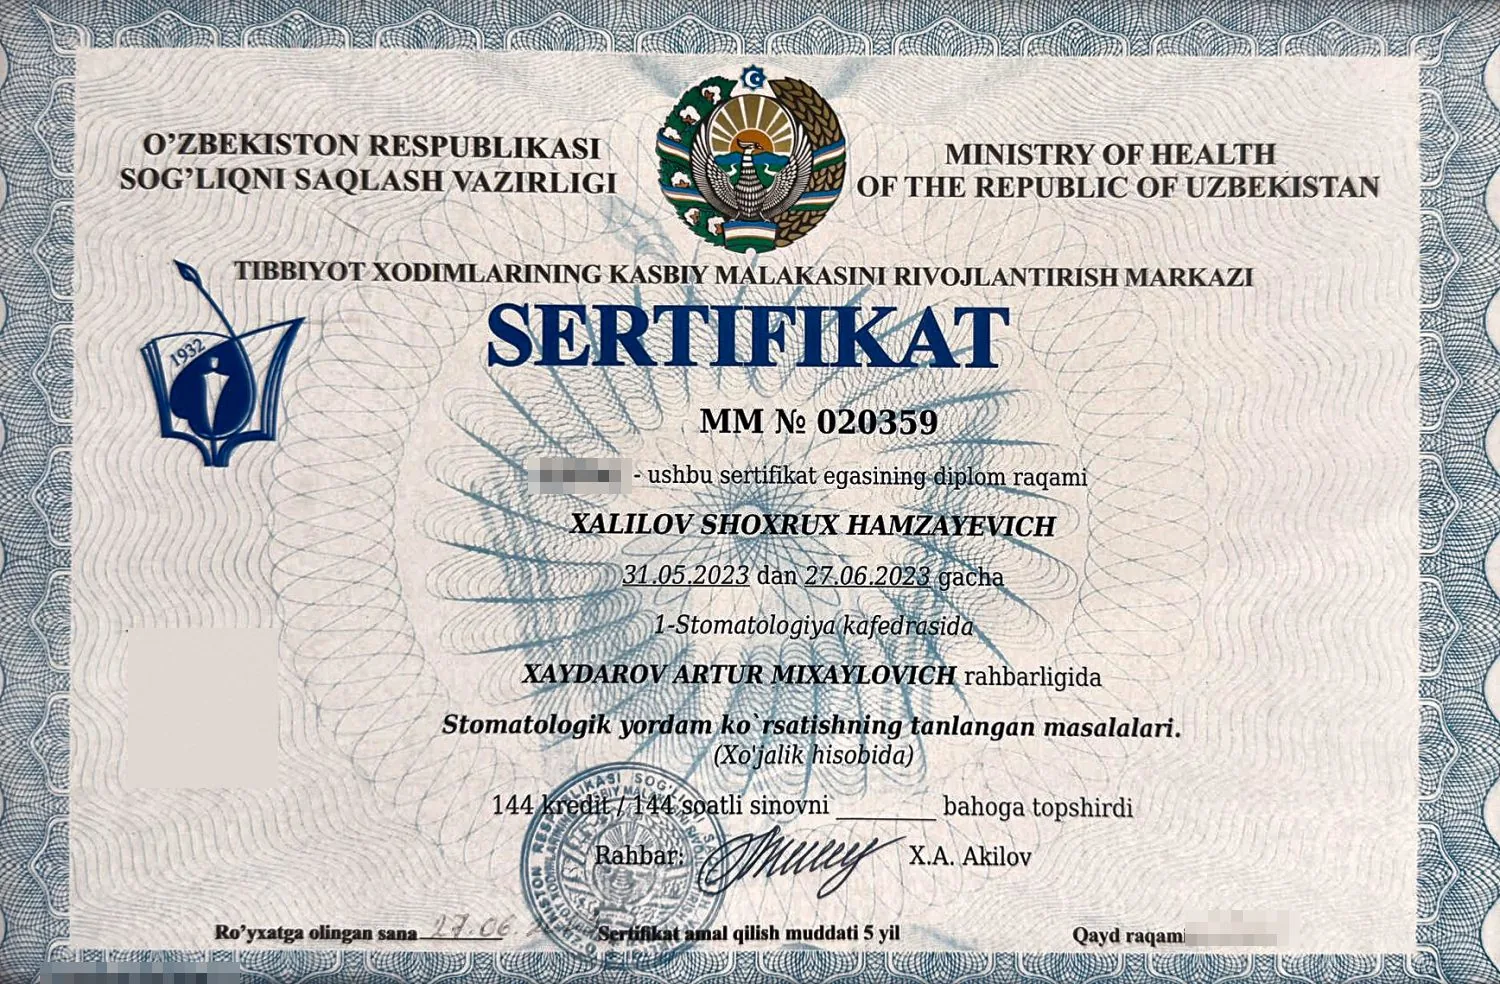 O'ZBEKISTON RESPUBLIKASI
SOG'LIQNI SAQLASH VAZIRLIGI
MINISTRY OF HEALTH
OF THE REPUBLIC OF UZBEKISTAN
TIBBIYOT XODIMLARINING KASBIY MALAKASINI RIVOJLANTIRISH MARKAZI
1932
SERTIFIKAT
MM № 020359
- ushbu sertifikat egasining diplom raqami
XALILOV SHOXRUX HAMZAYEVICH
31.05.2023 dan 27.06.2023 gacha
1-Stomatologiya kafedrasida
XAYDAROV ARTUR MIXAYLOVICH rahbarligida
Stomatologik yordam ko`rsatishning tanlangan masalalari.
(Xo'jalik hisobida)
144 kredit / 144 soatli sinovni ________ bahoga topshirdi
Rahbar: X.A. Akilov
Ro'yxatga olingan sana 27.06.
Sertifikat amal qilish muddati 5 yil
Qayd raqami